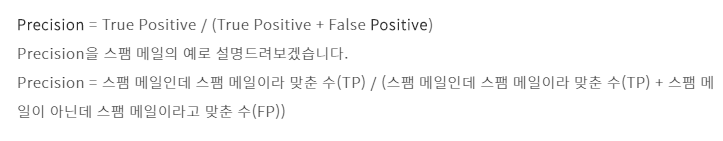 Precision = True Positive / (True Positive + False Positive)
Precision을 스팸 메일의 예로 설명드려보겠습니다.
Precision = 스팸 메일인데 스팸 메일이라 맞춘 수(TP) / (스팸 메일인데 스팸 메일이라 맞춘 수(TP) + 스팸 메
일이 아닌데 스팸 메일이라고 맞춘 수(FP))